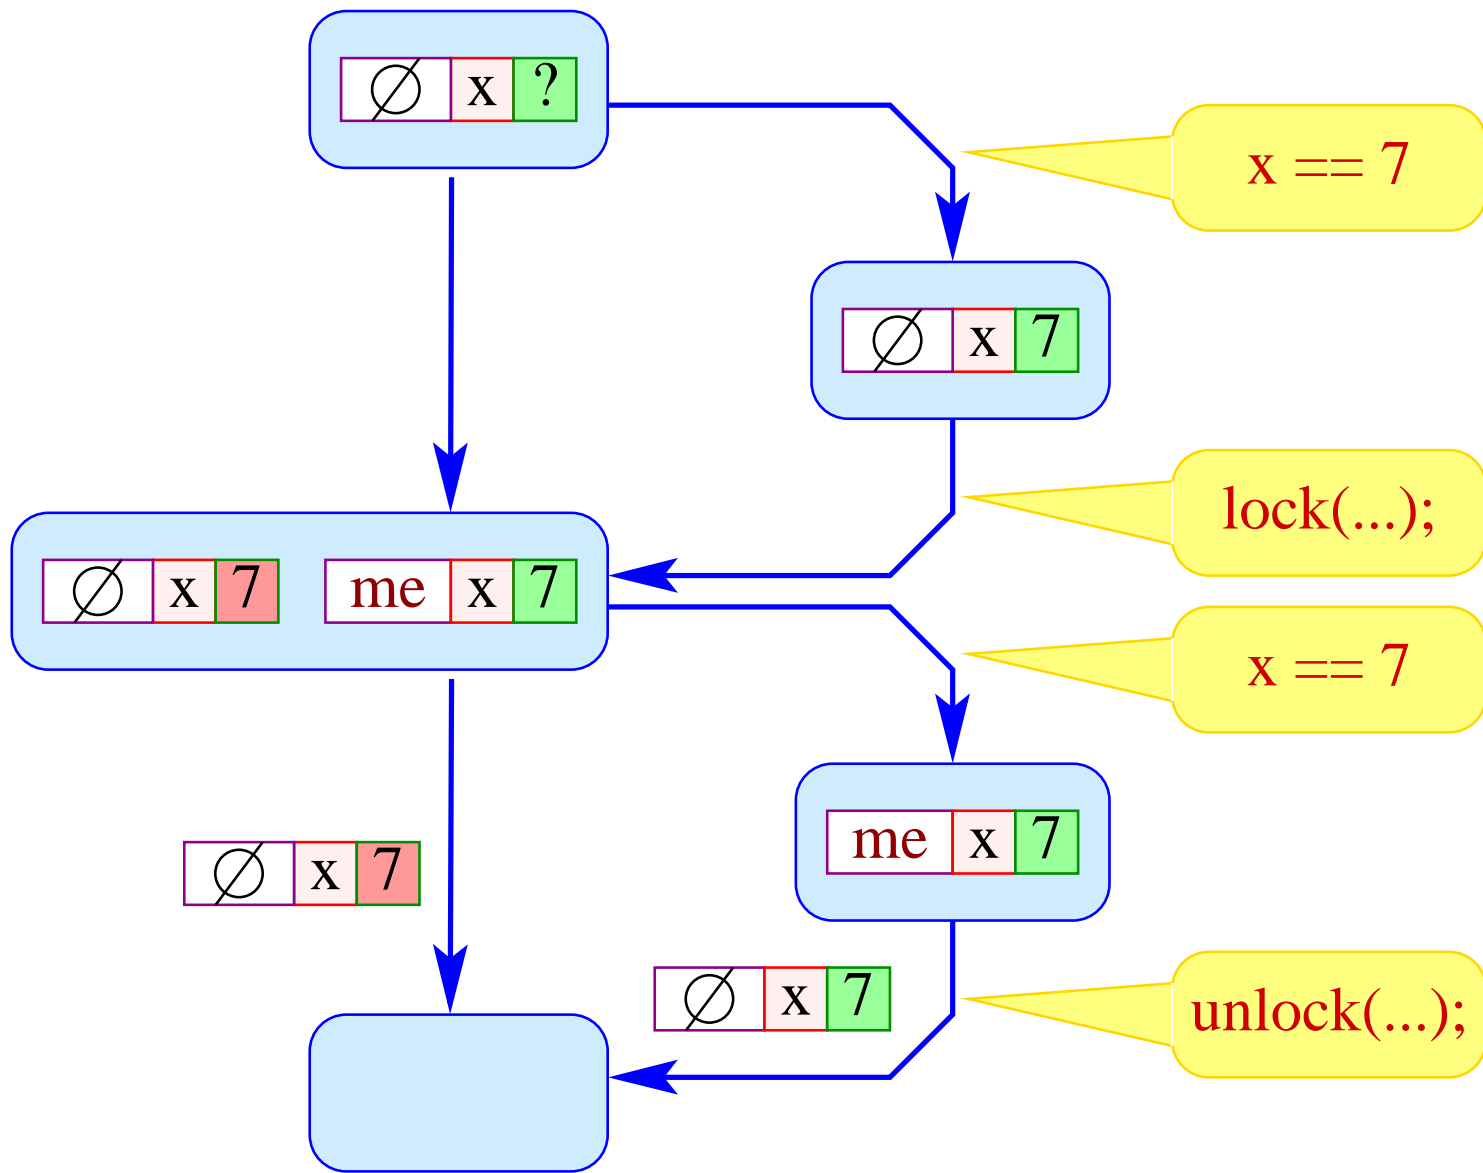 ∅ x ?
x == 7
∅ x 7
lock(...);
∅ x 7 me x 7
x == 7
me x 7
∅ x 7
∅ x 7
unlock(...);